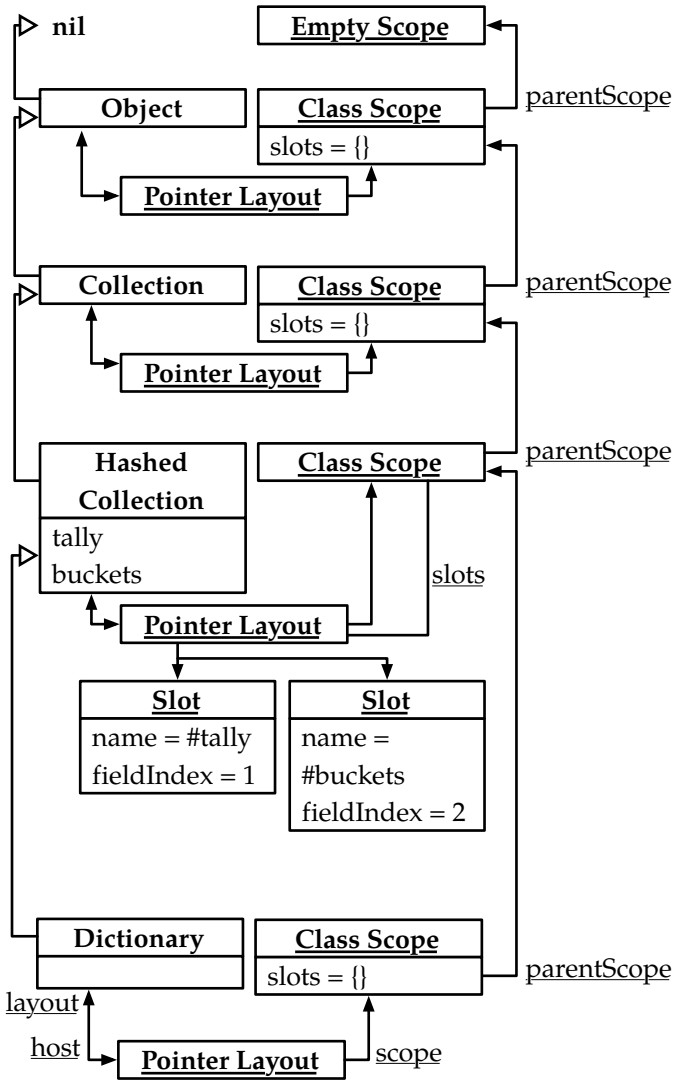 nil
Empty Scope
parentScope
Object
Class Scope
slots = {}
Pointer Layout
Collection
Class Scope
parentScope
slots = {}
Pointer Layout
Hashed
Collection
Class Scope
parentScope
tally
buckets
slots
Pointer Layout
Slot
name = #tally
fieldIndex = 1
Slot
name =
#buckets
fieldIndex = 2
Dictionary
Class Scope
slots = {}
parentScope
layout
host
Pointer Layout
scope